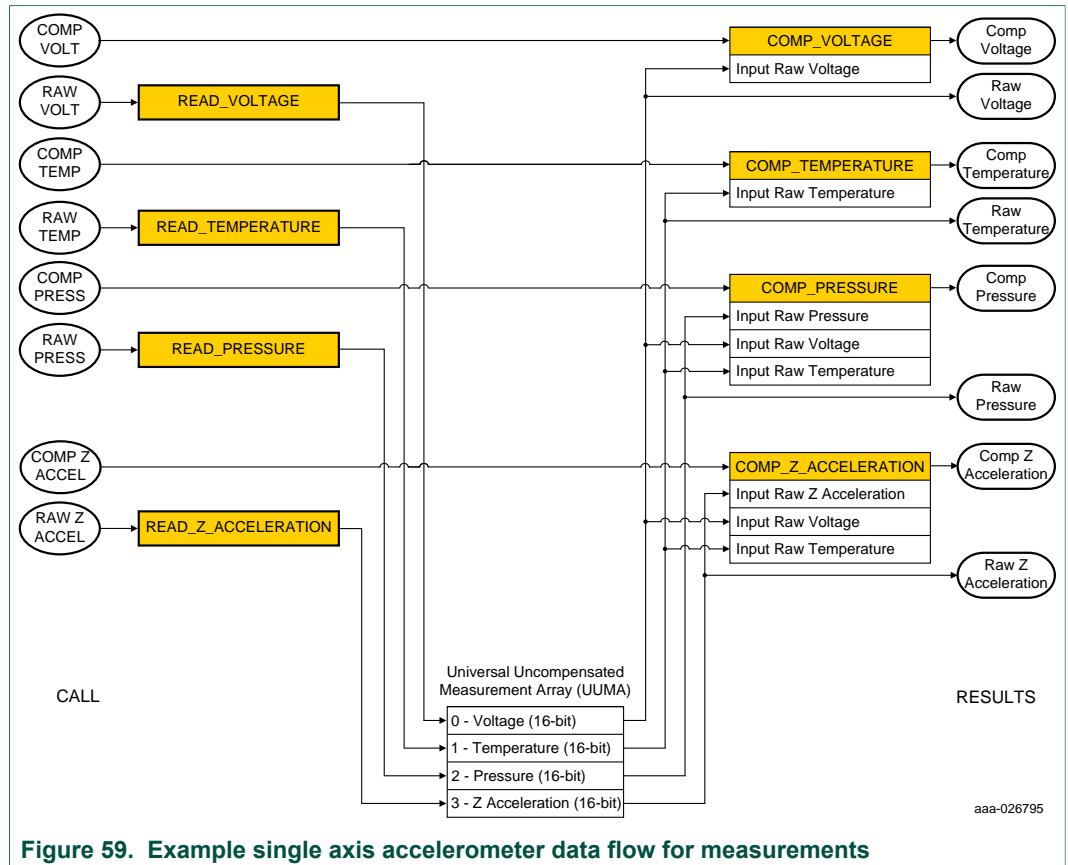 COMP
VOLT
COMP_VOLTAGE
Comp
Voltage
Input Raw Voltage
RAW
VOLT
READ_VOLTAGE
Raw
Voltage
COMP
TEMP
COMP_TEMPERATURE
Comp
Temperature
Input Raw Temperature
RAW
TEMP
READ_TEMPERATURE
Raw
Temperature
COMP
PRESS
COMP_PRESSURE
Comp
Pressure
Input Raw Pressure
RAW
PRESS
READ_PRESSURE
Input Raw Voltage
Input Raw Temperature
Raw
Pressure
COMP Z
ACCEL
COMP_Z_ACCELERATION
Comp Z
Acceleration
Input Raw Z Acceleration
RAW Z
ACCEL
READ_Z_ACCELERATION
Input Raw Voltage
Input Raw Temperature
Raw Z
Acceleration
Universal Uncompensated
Measurement Array (UUMA)
CALL
RESULTS
0 - Voltage (16-bit)
1 - Temperature (16-bit)
2 - Pressure (16-bit)
3 - Z Acceleration (16-bit)
aaa-026795
Figure 59. Example single axis accelerometer data flow for measurements